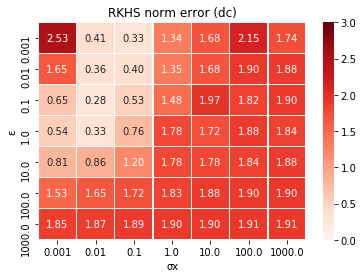 RKHS norm error (dc)
ε
0.001 2.53 0.41 0.33 1.34 1.68 2.15 1.74
0.01 1.65 0.36 0.40 1.35 1.68 1.90 1.88
0.1 0.65 0.28 0.53 1.48 1.97 1.82 1.90
1.0 0.54 0.33 0.76 1.78 1.72 1.88 1.84
10.0 0.81 0.86 1.20 1.78 1.78 1.84 1.88
100.0 1.53 1.65 1.72 1.83 1.88 1.90 1.90
1000.0 1.85 1.87 1.89 1.90 1.90 1.91 1.91
0.001 0.01 0.1 1.0 10.0 100.0 1000.0
σx
3.0
2.5
2.0
1.5
1.0
0.5
0.0